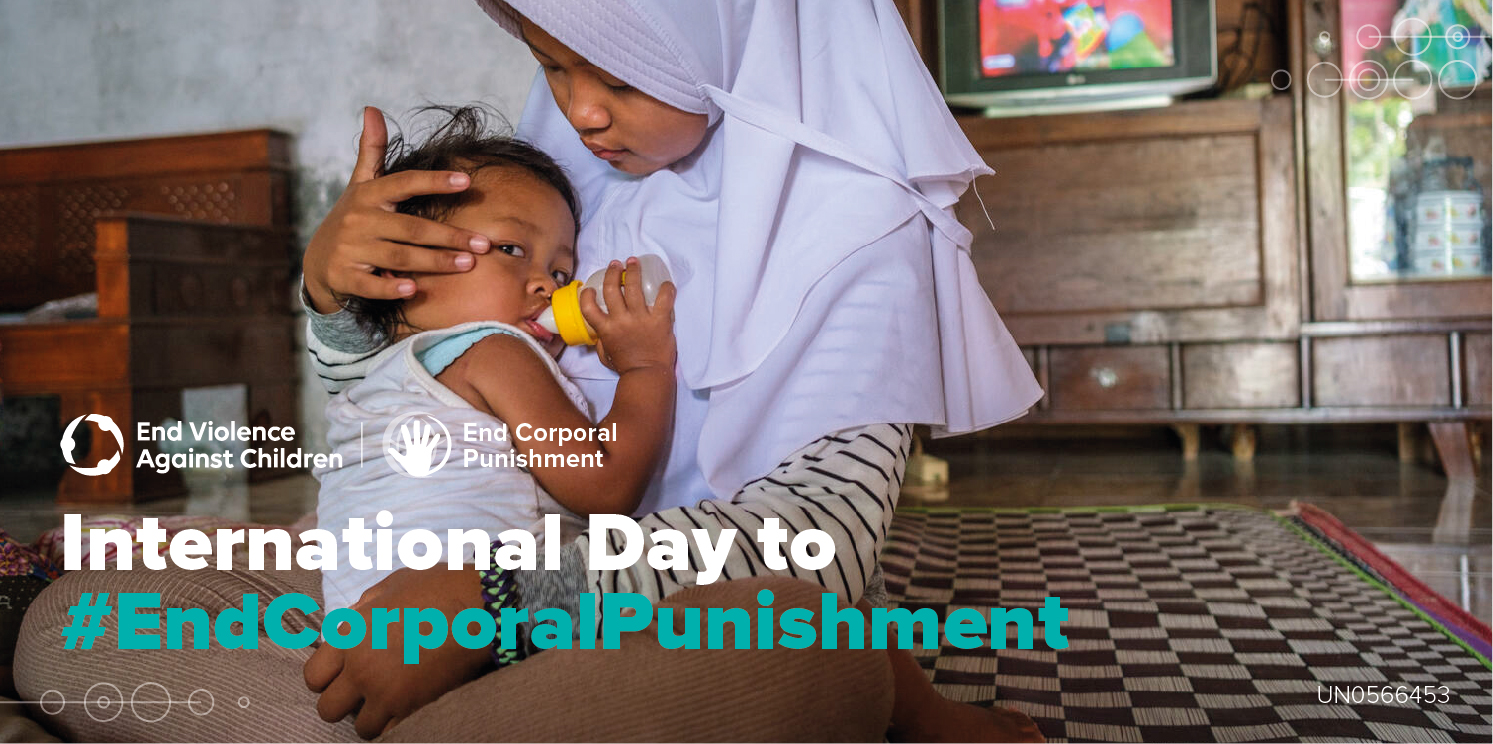 End Violence
Against Children
End Corporal
Punishment
International Day to
#EndCorporalPunishment
UN0566453